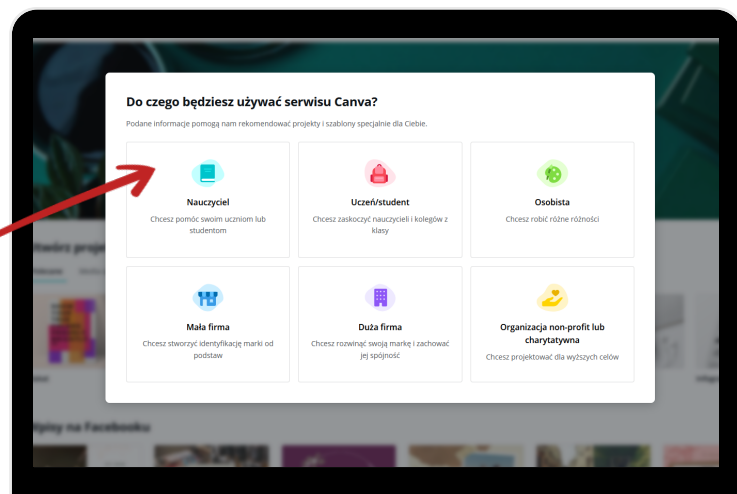 Do czego będziesz używać serwisu Canva?
Podane informacje pomogą nam rekomendować projekty i szablony specjalnie dla Ciebie.
Nauczyciel
Chcesz pomóc swoim uczniom lub
studentom
Uczeń/student
Chcesz zaskoczyć nauczycieli i kolegów z
klasy
Osobista
Chcesz robić różne różności
Mała firma
Chcesz stworzyć identyfikację marki od
podstaw
Duża firma
Chcesz rozwinąć swoją markę i zachować
jej spójność
Organizacja non-profit lub
charytatywna
Chcesz projektować dla wyższych celów
na Facebooku